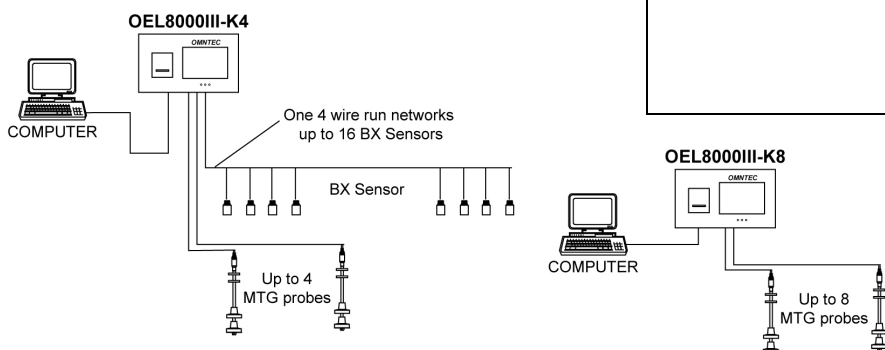 OEL8000III-K4
OMNTEC
COMPUTER
One 4 wire run networks
up to 16 BX Sensors
BX Sensor
Up to 4
MTG probes
OEL8000III-K8
OMNTEC
COMPUTER
Up to 8
MTG probes